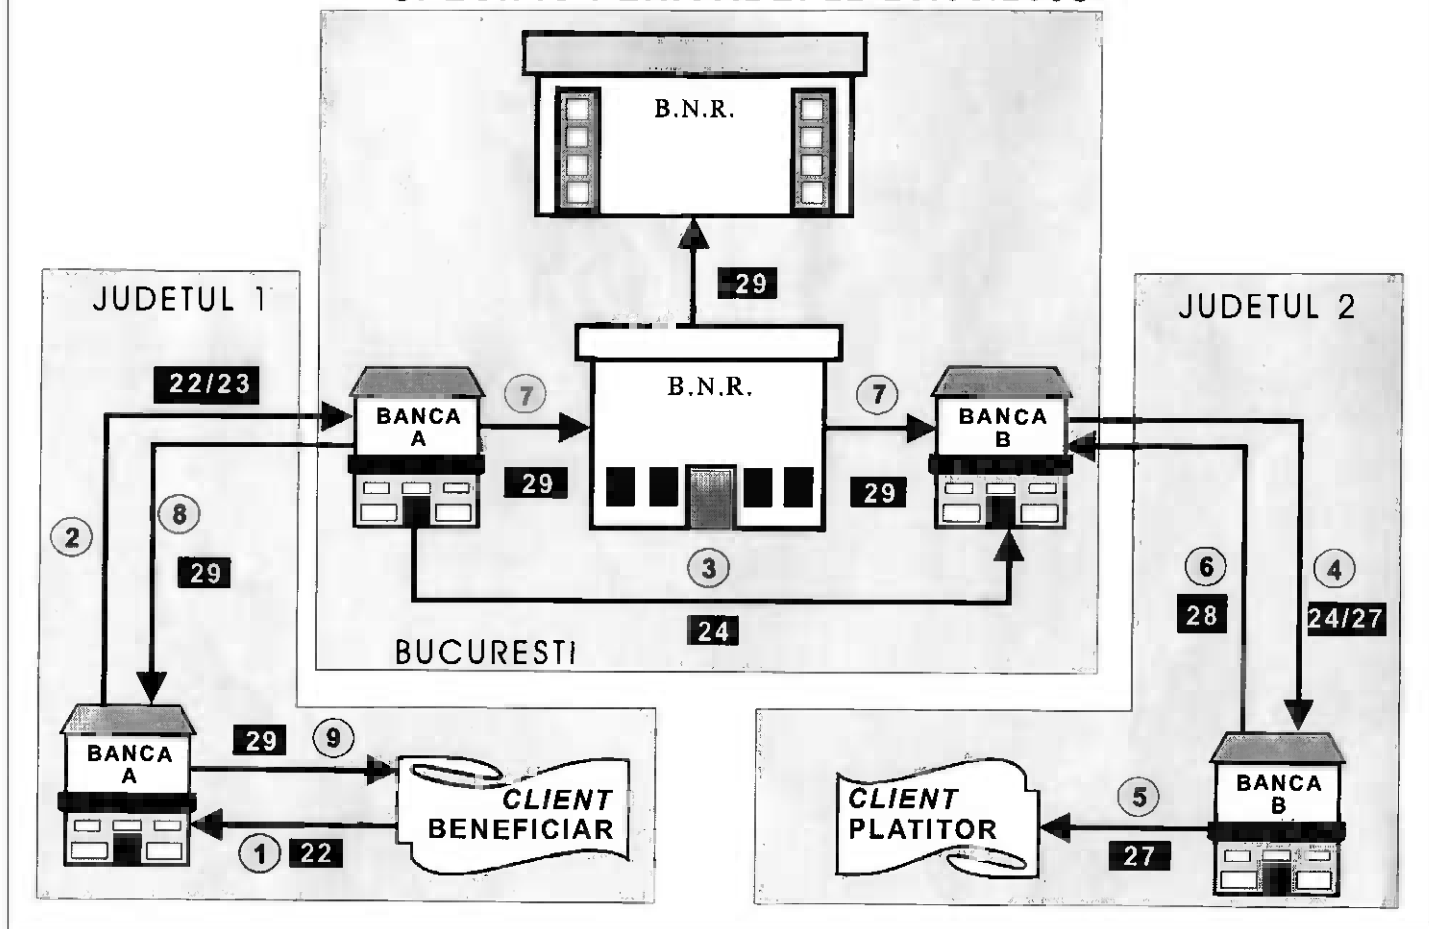 B.N.R.
29
JUDETUL 1
JUDETUL 2
22/23
BANCA
A
7
B.N.R.
7
BANCA
B
29
29
2
8
29
3
24
6
28
4
24/27
BUCURESTI
BANCA
A
29
9
CLIENT
BENEFICIAR
1
22
CLIENT
PLATITOR
5
27
BANCA
B